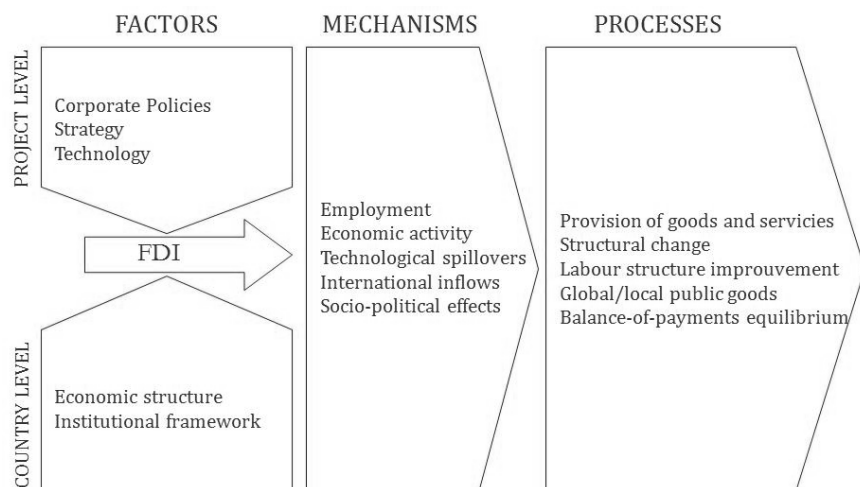 FACTORS
MECHANISMS
PROCESSES
PROJECT LEVEL
Corporate Policies
Strategy
Technology
FDI
COUNTRY LEVEL
Economic structure
Institutional framework
Employment
Economic activity
Technological spillovers
International inflows
Socio-political effects
Provision of goods and servicies
Structural change
Labour structure improuvement
Global/local public goods
Balance-of-payments equilibrium